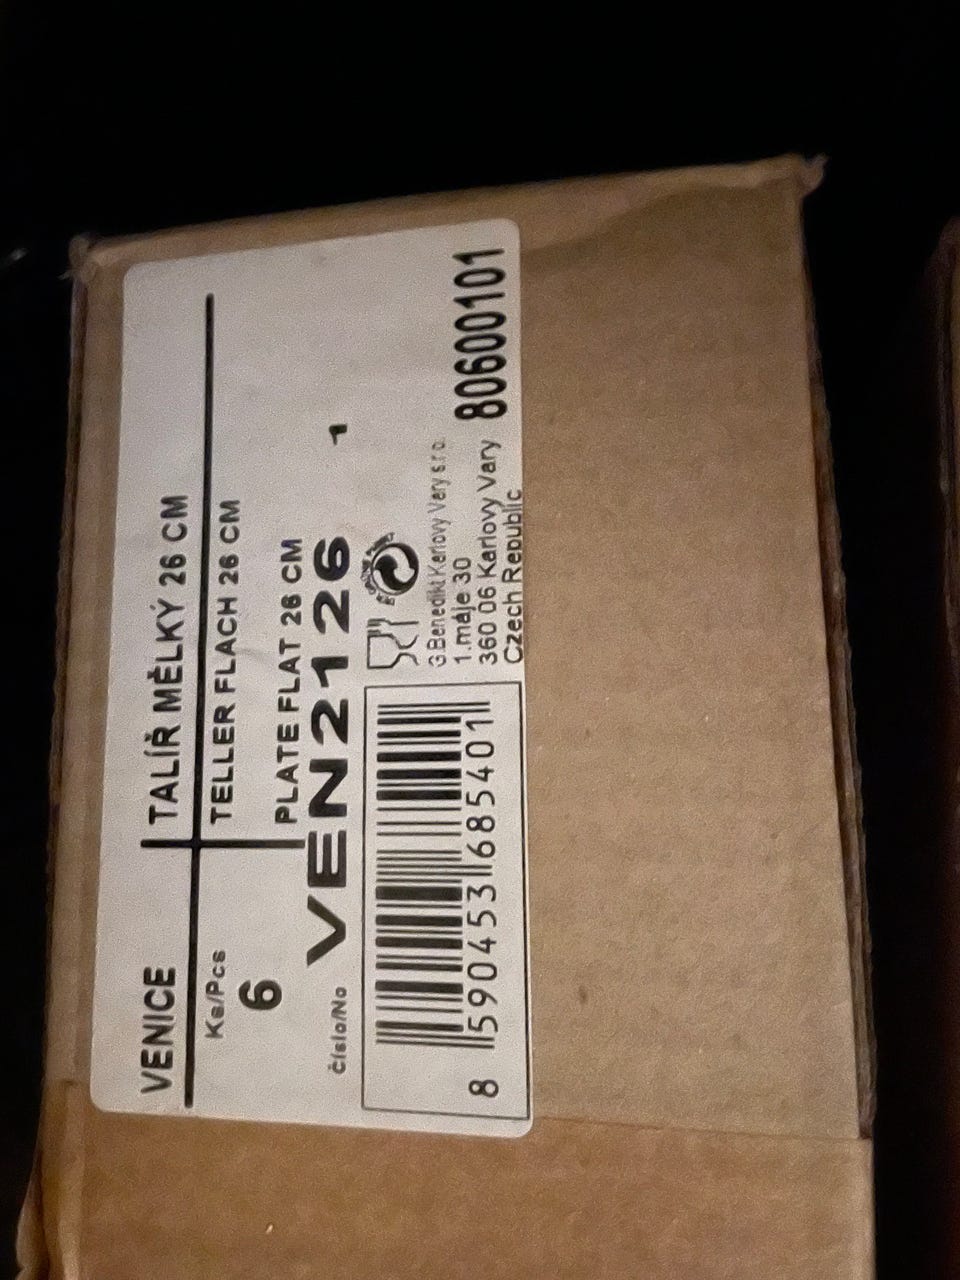 VENICE
TALÍŘ MĚLKÝ 26 CM
Ks/Pcs
6
TELLER FLACH 26 CM
PLATE FLAT 26 CM
Číslo/No
VEN2126
1
8 590453 685401
G.Benedikt Karlovy Vary s.r.o.
1.máje 30
360 06 Karlovy Vary
Czech Republic
80600101